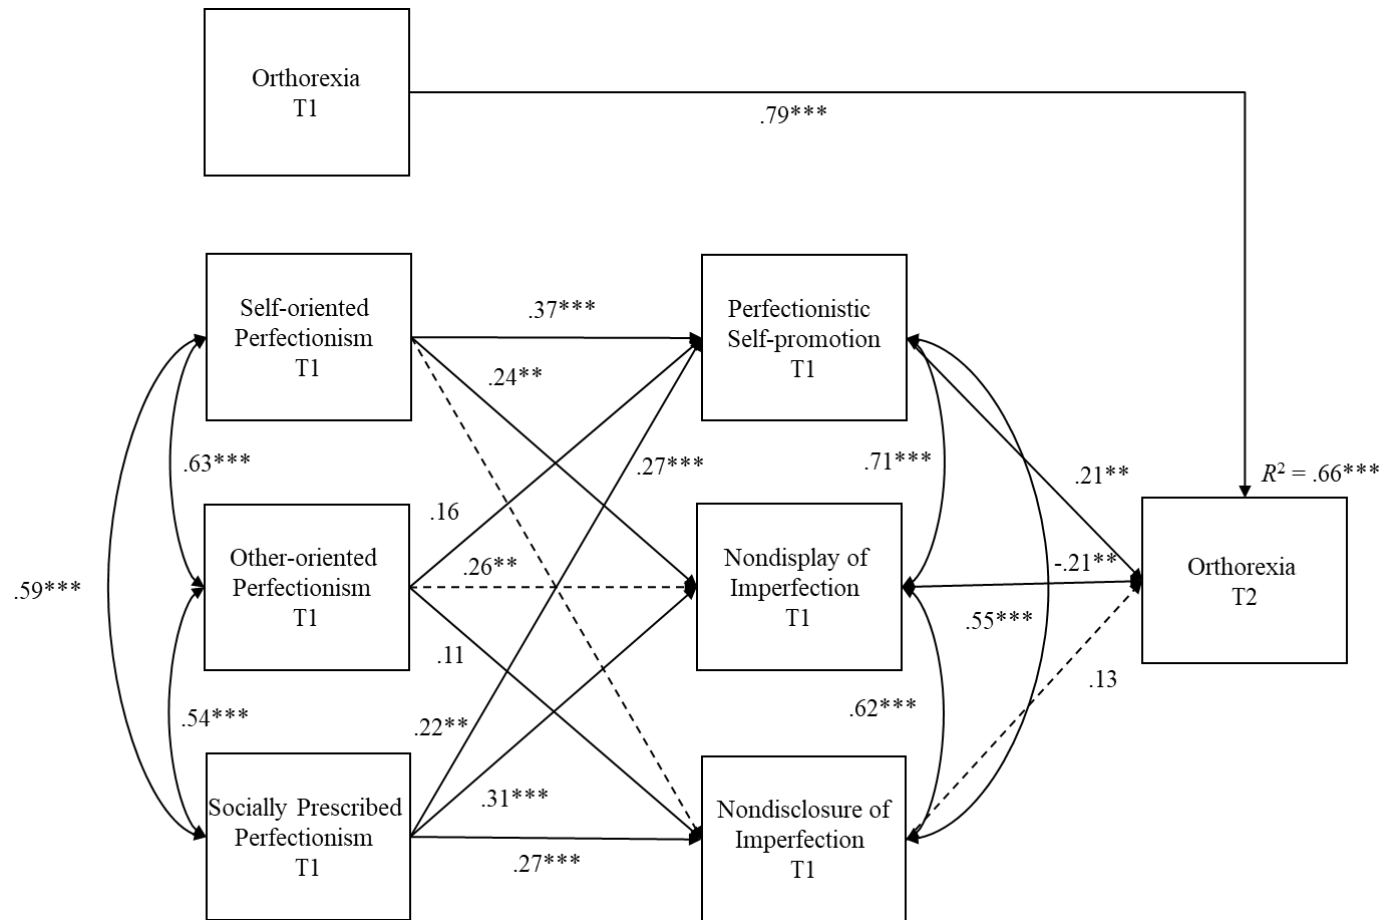 Orthorexia
T1
.79***
Self-oriented
Perfectionism
T1
.37***
Perfectionistic
Self-promotion
T1
.24**
.63***
.27***
.71***
.21**
R² = .66***
.16
Other-oriented
Perfectionism
T1
.26**
Nondisplay of
Imperfection
T1
-.21**
Orthorexia
T2
.59***
.55***
.11
.13
.54***
.22**
.62***
Socially Prescribed
Perfectionism
T1
.31***
.27***
Nondisclosure of
Imperfection
T1